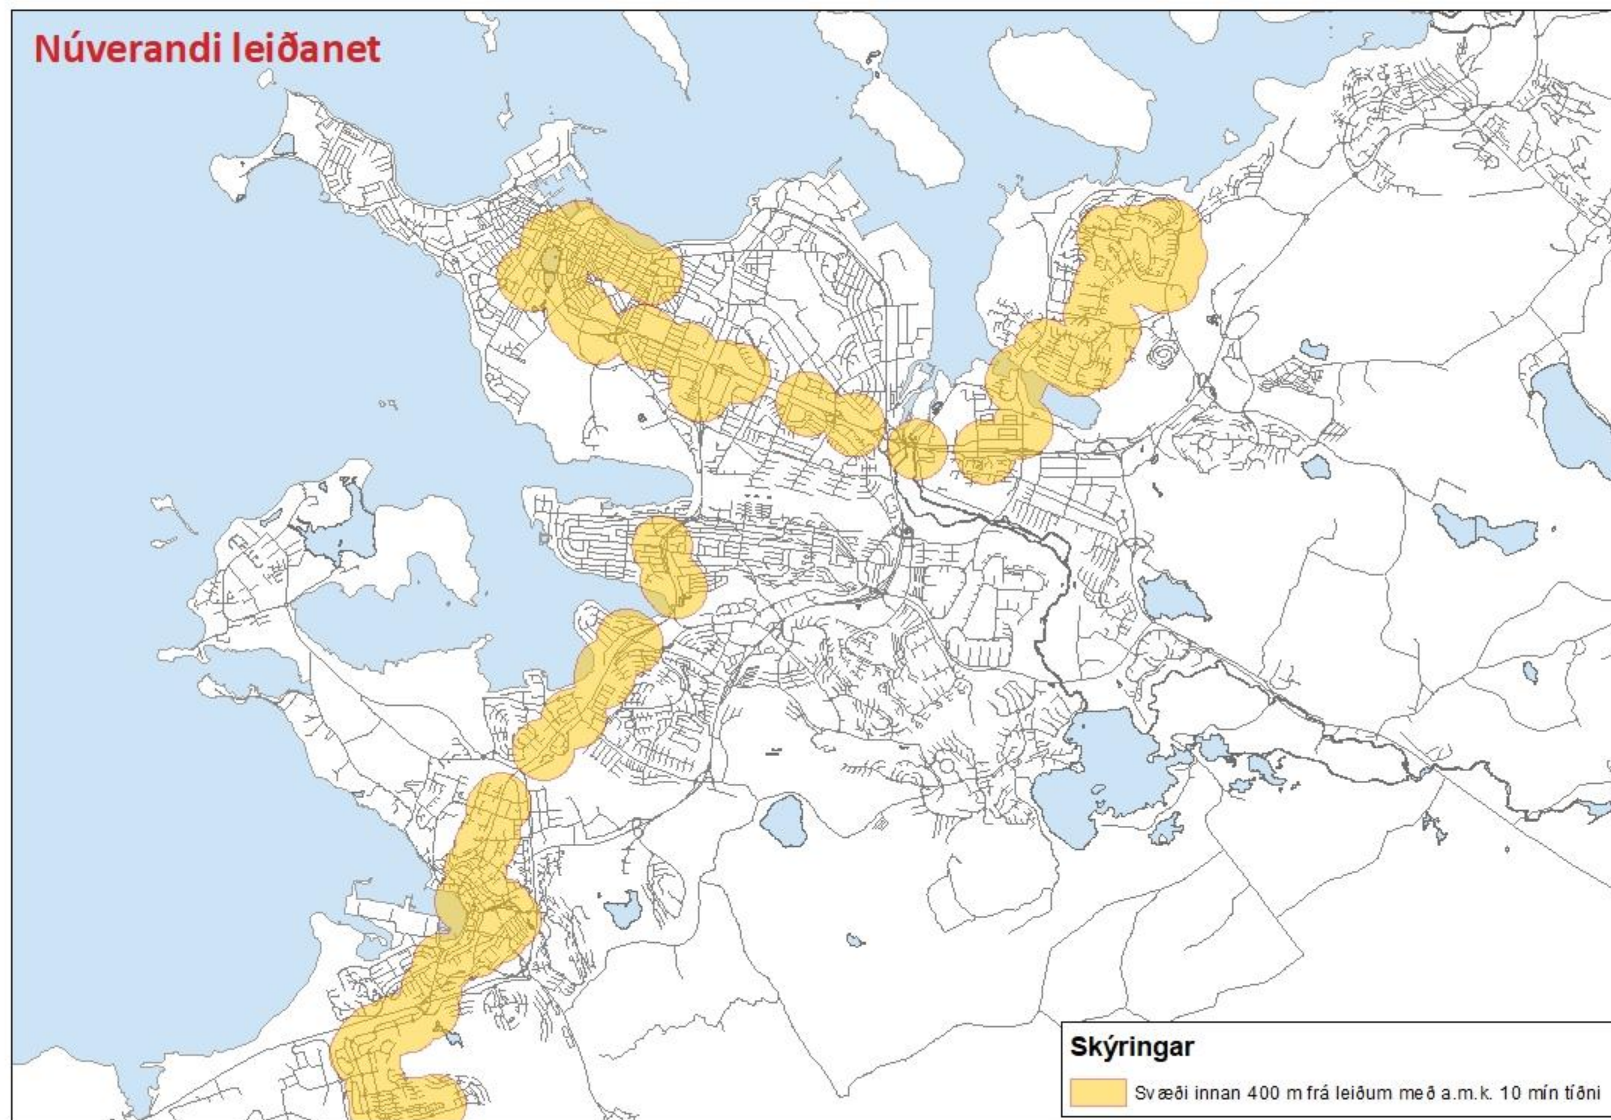 Núverandi leiðanet
Skýringar
Svæði innan 400 m frá leiðum með a.m.k. 10 mín tíðni